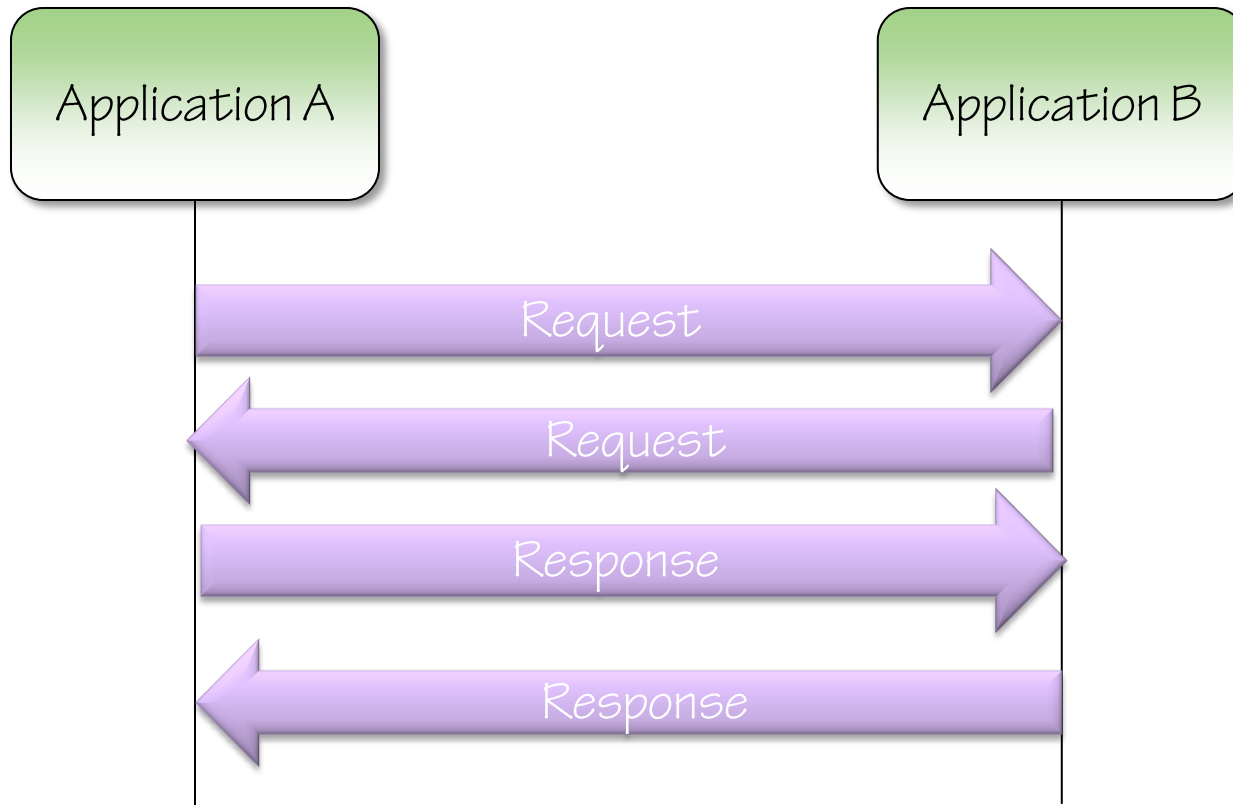 Application A
Application B
Request
Request
Response
Response